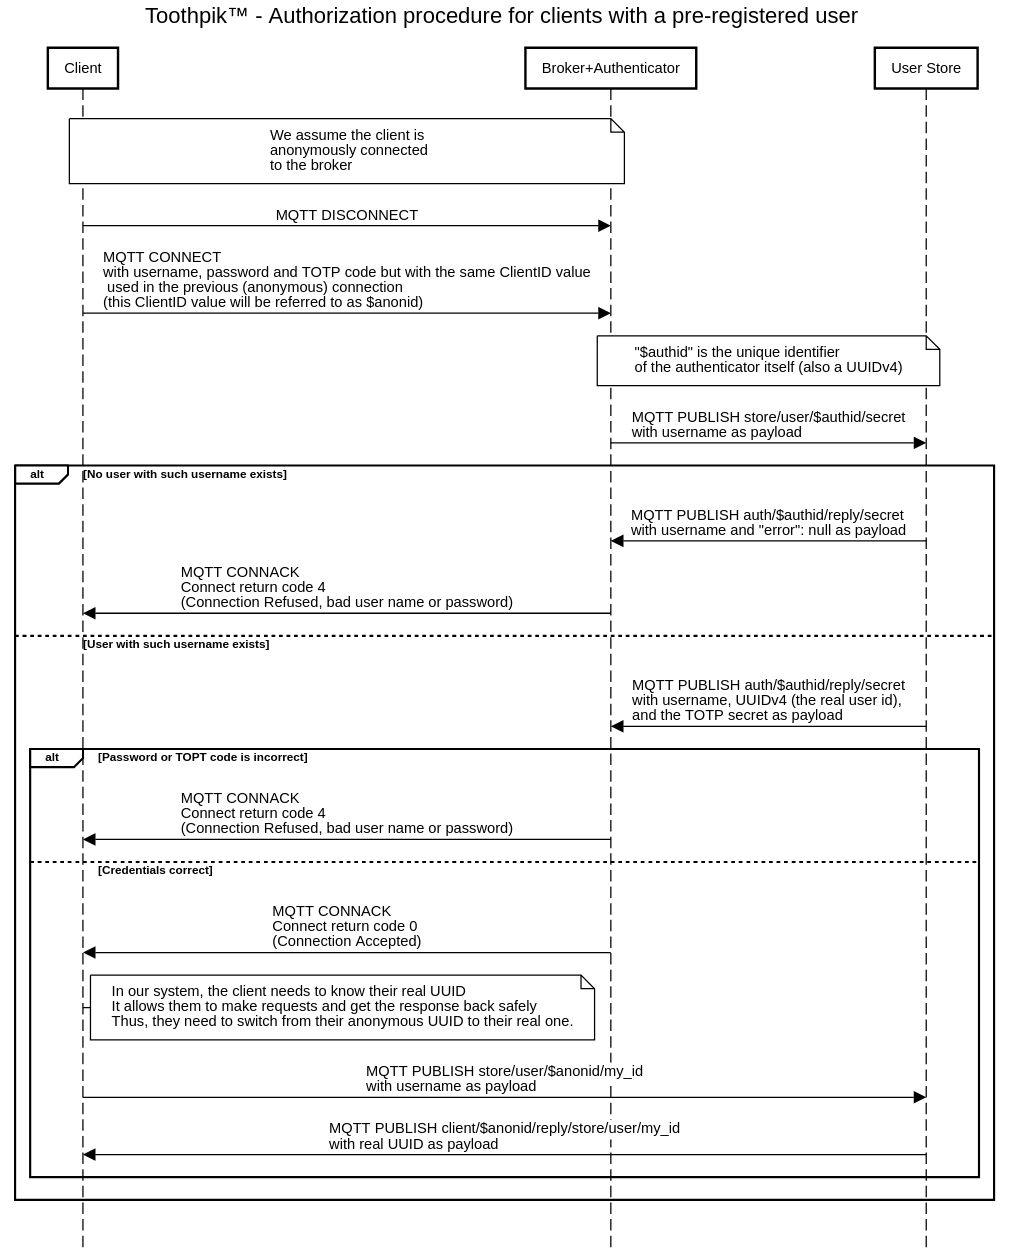 Toothpik™ - Authorization procedure for clients with a pre-registered user
Client
Broker+Authenticator
User Store
We assume the client is
anonymously connected
to the broker
MQTT DISCONNECT
MQTT CONNECT
with username, password and TOTP code but with the same ClientID value
used in the previous (anonymous) connection
(this ClientID value will be referred to as $anonid)
"$authid" is the unique identifier
of the authenticator itself (also a UUIDv4)
MQTT PUBLISH store/user/$authid/secret
with username as payload
alt
[No user with such username exists]
MQTT PUBLISH auth/$authid/reply/secret
with username and "error": null as payload
MQTT CONNACK
Connect return code 4
(Connection Refused, bad user name or password)
[User with such username exists]
MQTT PUBLISH auth/$authid/reply/secret
with username, UUIDv4 (the real user id),
and the TOTP secret as payload
alt
[Password or TOPT code is incorrect]
MQTT CONNACK
Connect return code 4
(Connection Refused, bad user name or password)
[Credentials correct]
MQTT CONNACK
Connect return code 0
(Connection Accepted)
In our system, the client needs to know their real UUID
It allows them to make requests and get the response back safely
Thus, they need to switch from their anonymous UUID to their real one.
MQTT PUBLISH store/user/$anonid/my_id
with username as payload
MQTT PUBLISH client/$anonid/reply/store/user/my_id
with real UUID as payload